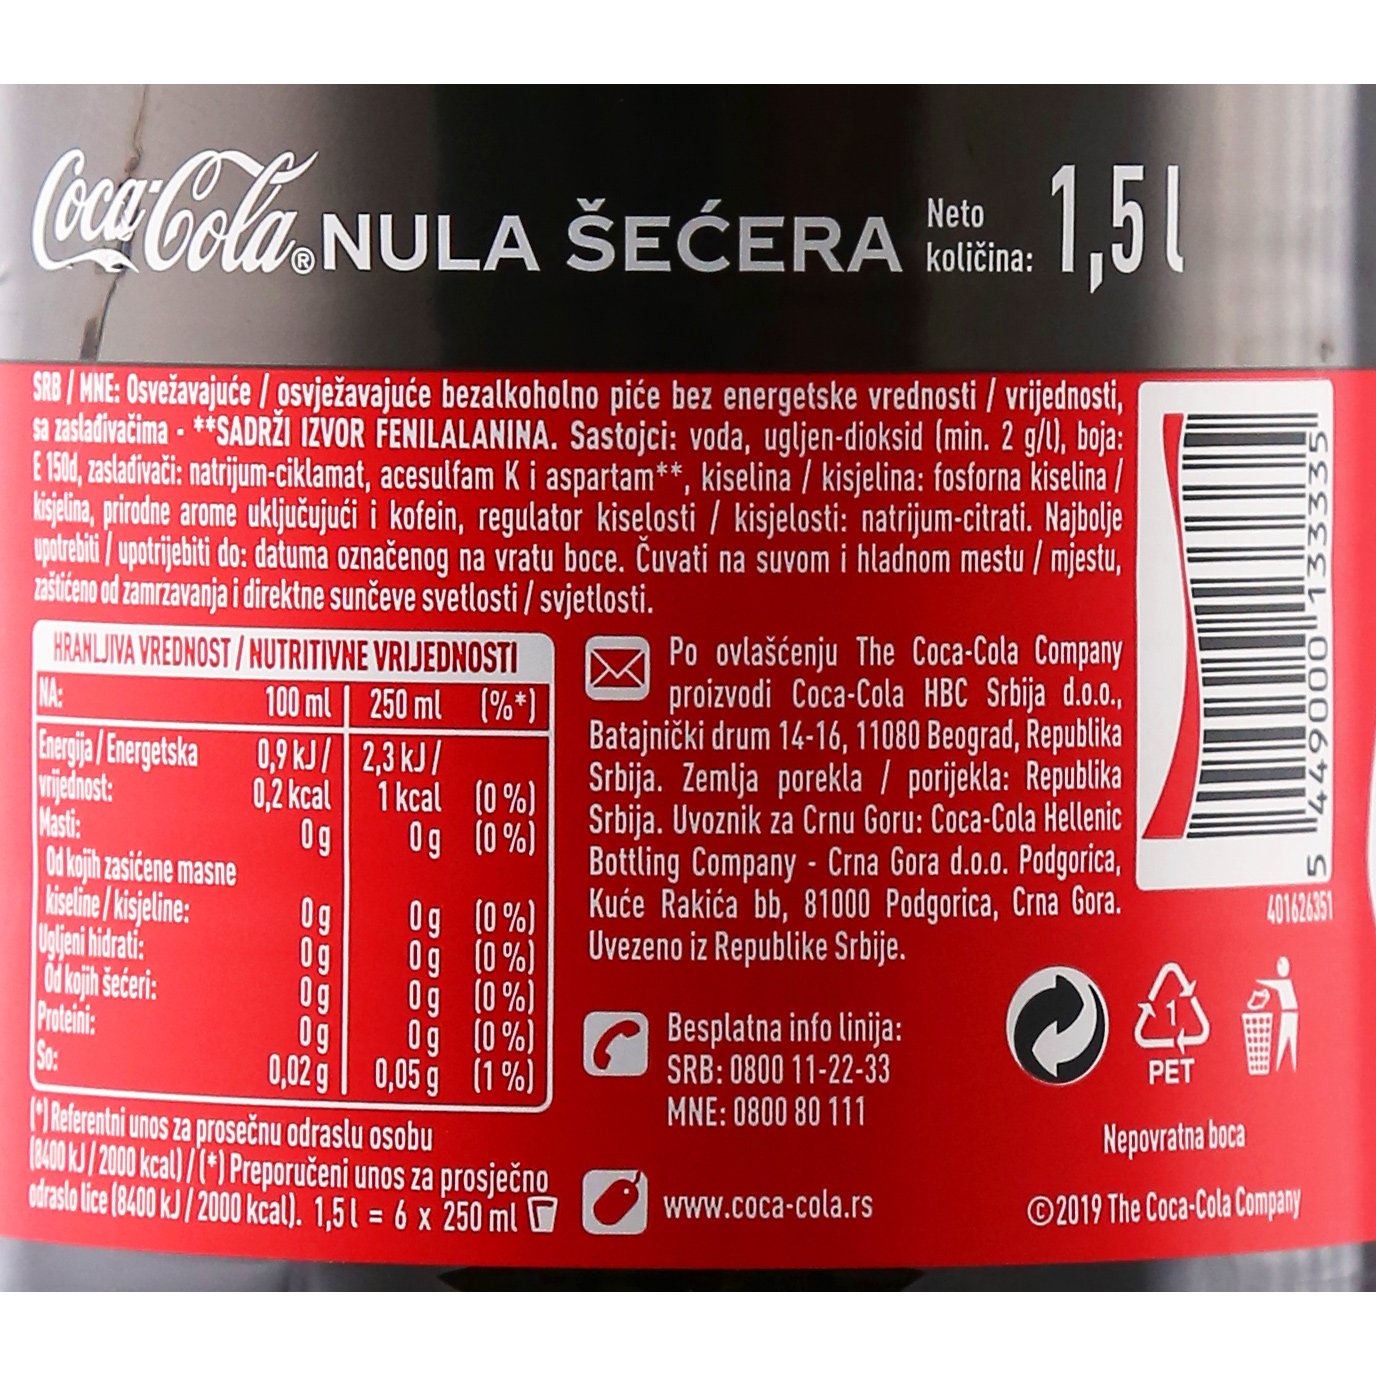 Coca-Cola® NULA ŠEĆERA Neto količina: 1,5 l
SRB / MNE: Osvežavajuće / osvježavajuće bezalkoholno piće bez energetske vrednosti / vrijednosti,
sa zaslađivačima - **SADRŽI IZVOR FENILALANINA. Sastojci: voda, ugljen-dioksid (min. 2 g/l), boja:
E 150d, zaslađivači: natrijum-ciklamat, acesulfam K i aspartam**, kiselina / kisjelina: fosforna kiselina /
kisjelina, prirodne arome uključujući i kofein, regulator kiselosti / kisjelosti: natrijum-citrati. Najbolje
upotrebiti / upotrijebiti do: datuma označenog na vratu boce. Čuvati na suvom i hladnom mestu / mjestu,
zaštićeno od zamrzavanja i direktne sunčeve svetlosti / svjetlosti.
HRANLJIVA VREDNOST / NUTRITIVNE VRIJEDNOSTI
NA: 100 ml 250 ml (%*)
Energija / Energetska 0,9 kJ / 2,3 kJ /
vrijednost: 0,2 kcal 1 kcal (0 %)
Masti: 0 g 0 g (0 %)
Od kojih zasićene masne
kiseline / kisjeline: 0 g 0 g (0 %)
Ugljeni hidrati: 0 g 0 g (0 %)
Od kojih šećeri: 0 g 0 g (0 %)
Proteini: 0 g 0 g (0 %)
So: 0,02 g 0,05 g (1 %)
(*) Referentni unos za prosečnu odraslu osobu
(8400 kJ / 2000 kcal) / (*) Preporučeni unos za prosječno
odraslo lice (8400 kJ / 2000 kcal). 1,5 l = 6 x 250 ml
Po ovlašćenju The Coca-Cola Company
proizvodi Coca-Cola HBC Srbija d.o.o.,
Batajnički drum 14-16, 11080 Beograd, Republika
Srbija. Zemlja porekla / porijekla: Republika
Srbija. Uvoznik za Crnu Goru: Coca-Cola Hellenic
Bottling Company - Crna Gora d.o.o. Podgorica,
Kuće Rakića bb, 81000 Podgorica, Crna Gora.
Uvezeno iz Republike Srbije.
Besplatna info linija:
SRB: 0800 11-22-33
MNE: 0800 80 111
www.coca-cola.rs
5 449000 133335
401626351
1
PET
Nepovratna boca
©2019 The Coca-Cola Company